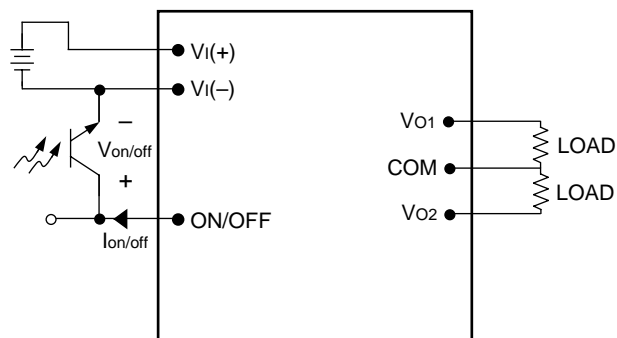 VI(+)
VI(–)
VO1
–
Von/off
LOAD
COM
+
LOAD
ON/OFF
VO2
Ion/off